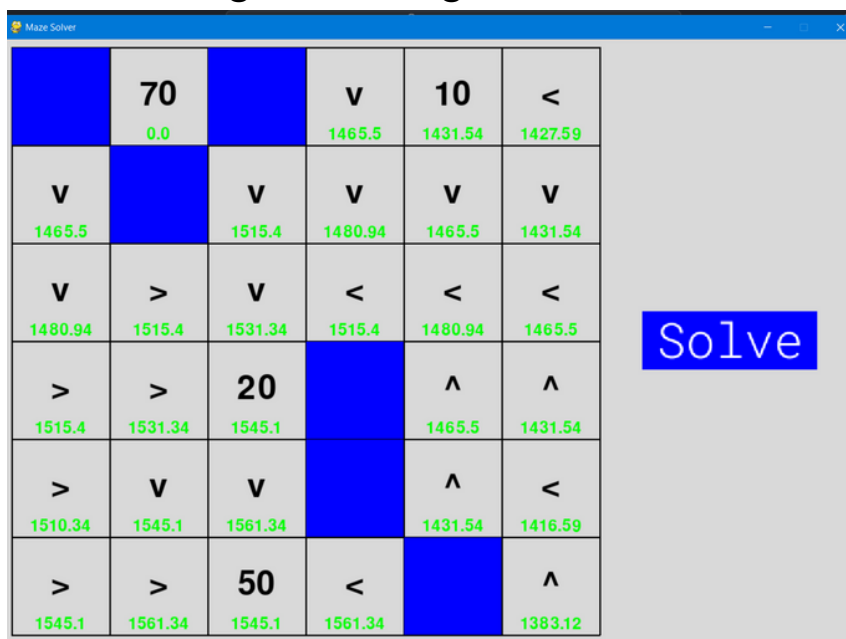 Maze Solver
70 v 10 <
0.0 1465.5 1431.54 1427.59
v v v v v
1465.5 1515.4 1480.94 1465.5 1431.54
v > v < < <
1480.94 1515.4 1531.34 1515.4 1480.94 1465.5
Solve
> > 20 ^ ^
1515.4 1531.34 1545.1 1465.5 1431.54
> v v ^ <
1510.34 1545.1 1561.34 1431.54 1416.59
> > 50 < ^
1545.1 1561.34 1545.1 1561.34 1383.12